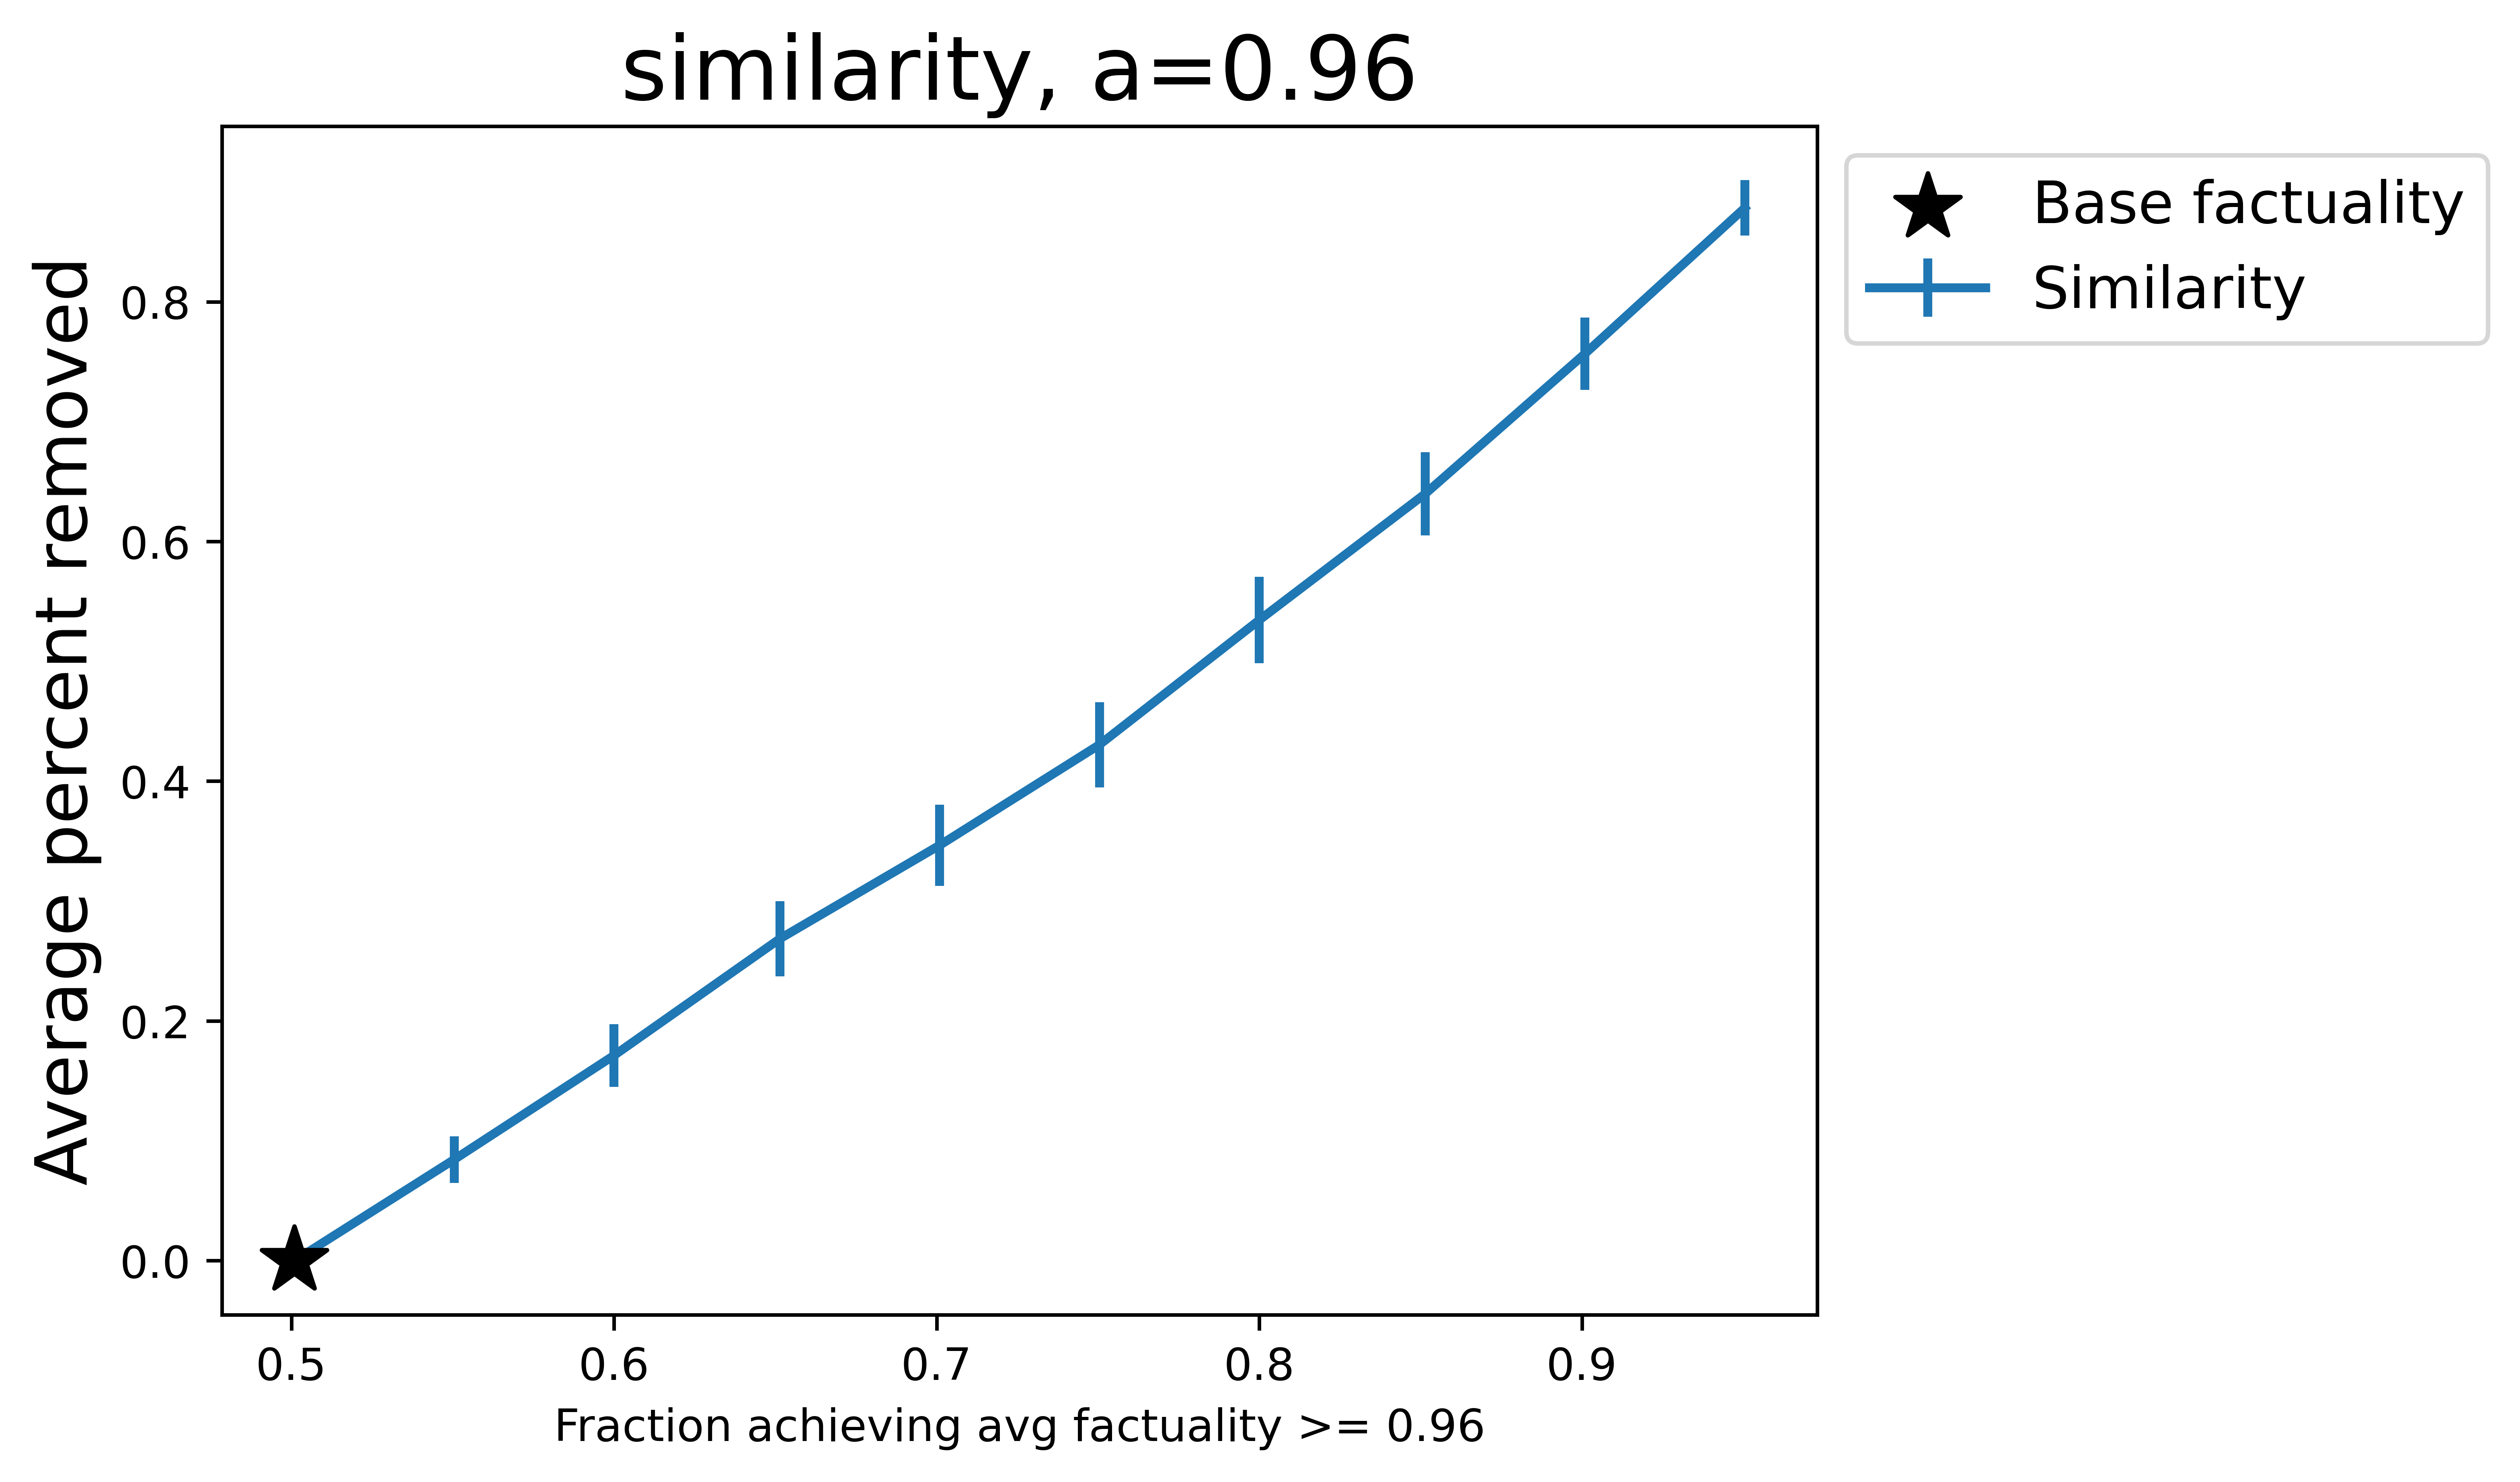 similarity, a=0.96
Base factuality
Similarity
Average percent removed
0.8
0.6
0.4
0.2
0.0
0.5 0.6 0.7 0.8 0.9
Fraction achieving avg factuality >= 0.96